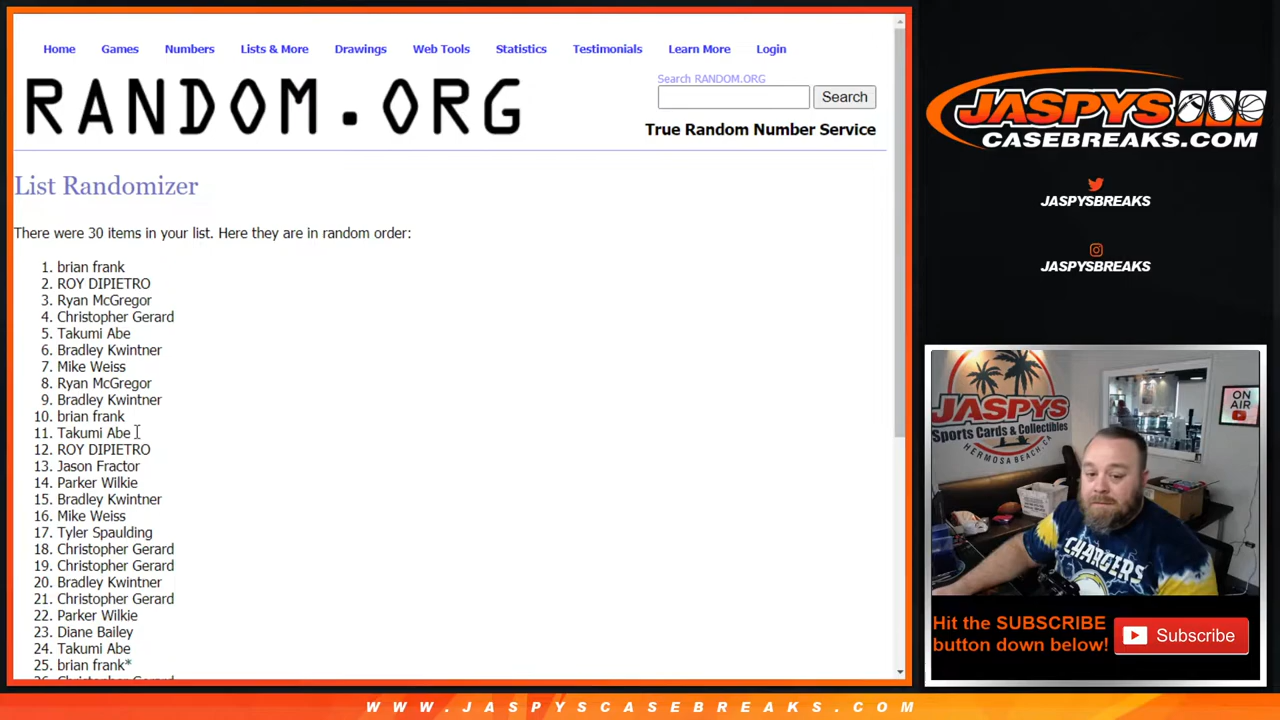 Home Games Numbers Lists & More Drawings Web Tools Statistics Testimonials Learn More Login
RANDOM.ORG
Search RANDOM.ORG
Search
True Random Number Service
List Randomizer
There were 30 items in your list. Here they are in random order:
1. brian frank
2. ROY DIPIETRO
3. Ryan McGregor
4. Christopher Gerard
5. Takumi Abe
6. Bradley Kwintner
7. Mike Weiss
8. Ryan McGregor
9. Bradley Kwintner
10. brian frank
11. Takumi Abe
12. ROY DIPIETRO
13. Jason Fractor
14. Parker Wilkie
15. Bradley Kwintner
16. Mike Weiss
17. Tyler Spaulding
18. Christopher Gerard
19. Christopher Gerard
20. Bradley Kwintner
21. Christopher Gerard
22. Parker Wilkie
23. Diane Bailey
24. Takumi Abe
25. brian frank*
JASPYS
CASEBREAKS.COM
JASPYSBREAKS
JASPYSBREAKS
JASPYS
Sports Cards & Collectibles
HERMOSA BEACH, CA
ON
AIR
CHARGERS
Hit the SUBSCRIBE
button down below!
Subscribe
WWW.JASPYSCASEBREAKS.COM